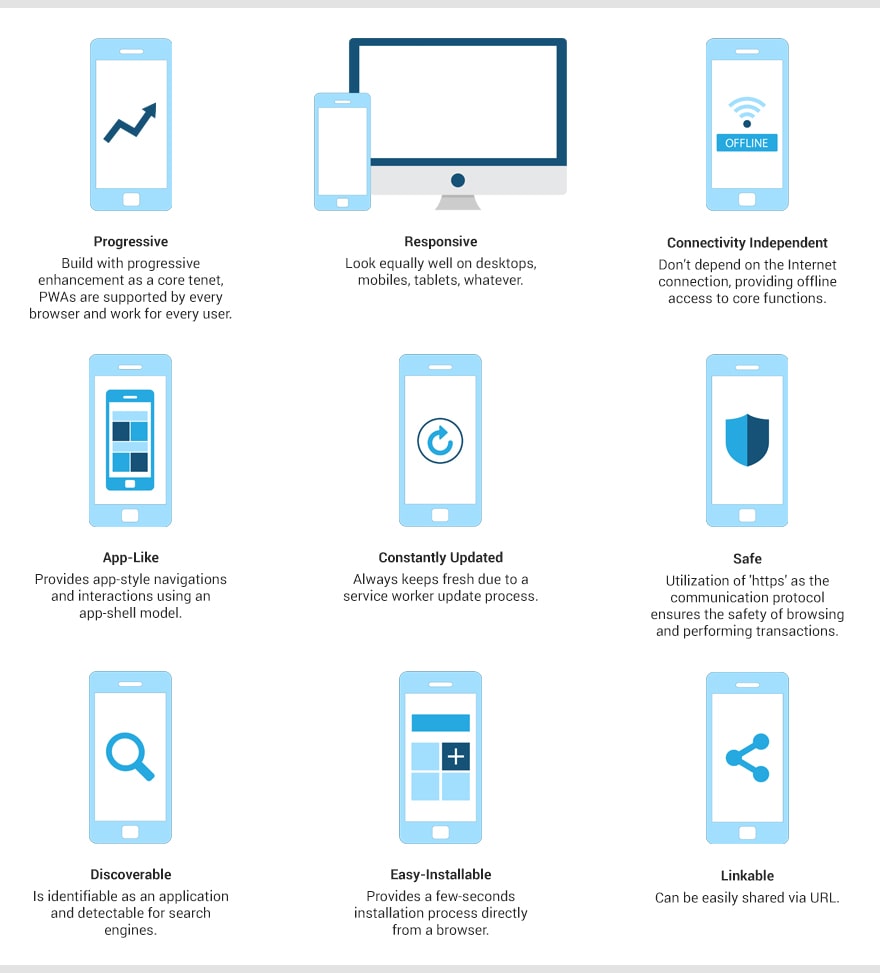 OFFLINE
Progressive
Build with progressive
enhancement as a core tenet,
PWAs are supported by every
browser and work for every user.
Responsive
Look equally well on desktops,
mobiles, tablets, whatever.
Connectivity Independent
Don't depend on the Internet
connection, providing offline
access to core functions.
App-Like
Provides app-style navigations
and interactions using an
app-shell model.
Constantly Updated
Always keeps fresh due to a
service worker update process.
Safe
Utilization of 'https' as the
communication protocol
ensures the safety of browsing
and performing transactions.
Discoverable
Is identifiable as an application
and detectable for search
engines.
Easy-Installable
Provides a few-seconds
installation process directly
from a browser.
Linkable
Can be easily shared via URL.